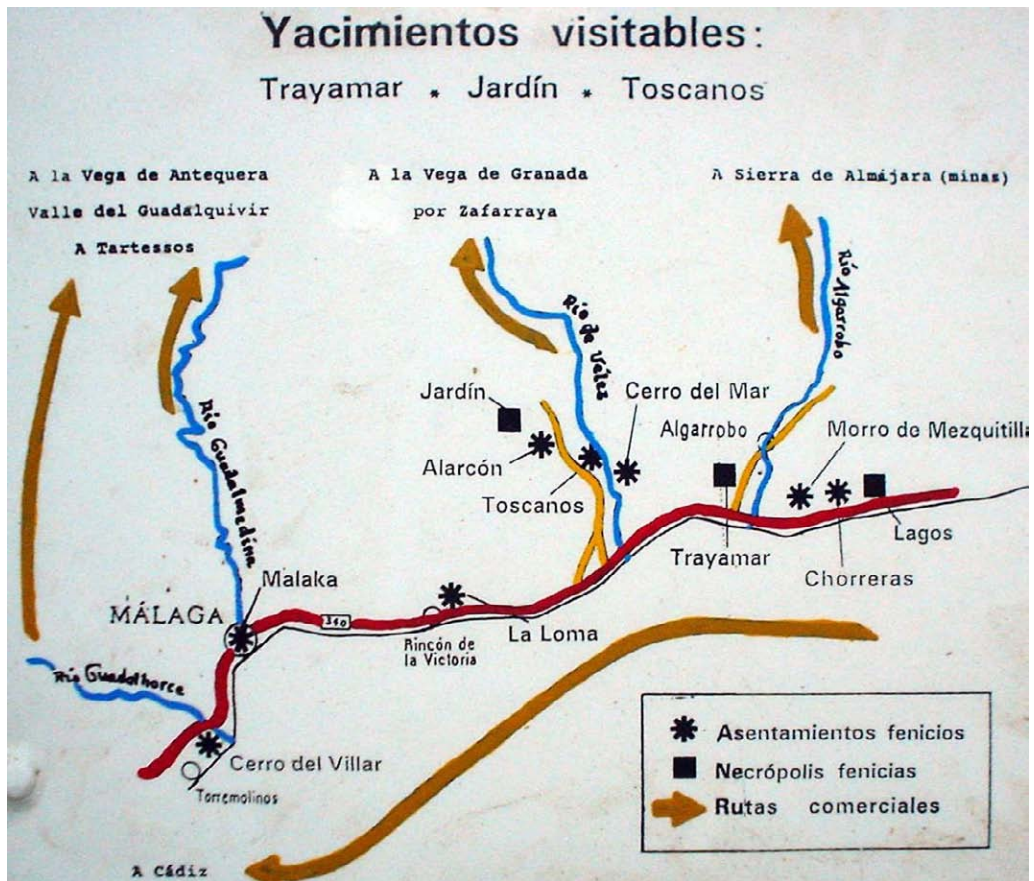 Yacimientos visitables:
Trayamar * Jardín * Toscanos
A la Vega de Antequera
Valle del Guadalquivir
A Tartessos
A la Vega de Granada
por Zafarraya
A Sierra de Almijara (minas)
Río Algarrobo
Río de Vélez
Río Guadalmedina
Jardín
Cerro del Mar
Algarrobo
Morro de Mezquitilla
Alarcón
Toscanos
Trayamar
Lagos
Chorreras
Malaka
MÁLAGA
340
La Loma
Rincón de
la Victoria
Río Guadalhorce
Cerro del Villar
Torremolinos
A Cádiz
Asentamientos fenicios
Necrópolis fenicias
Rutas comerciales